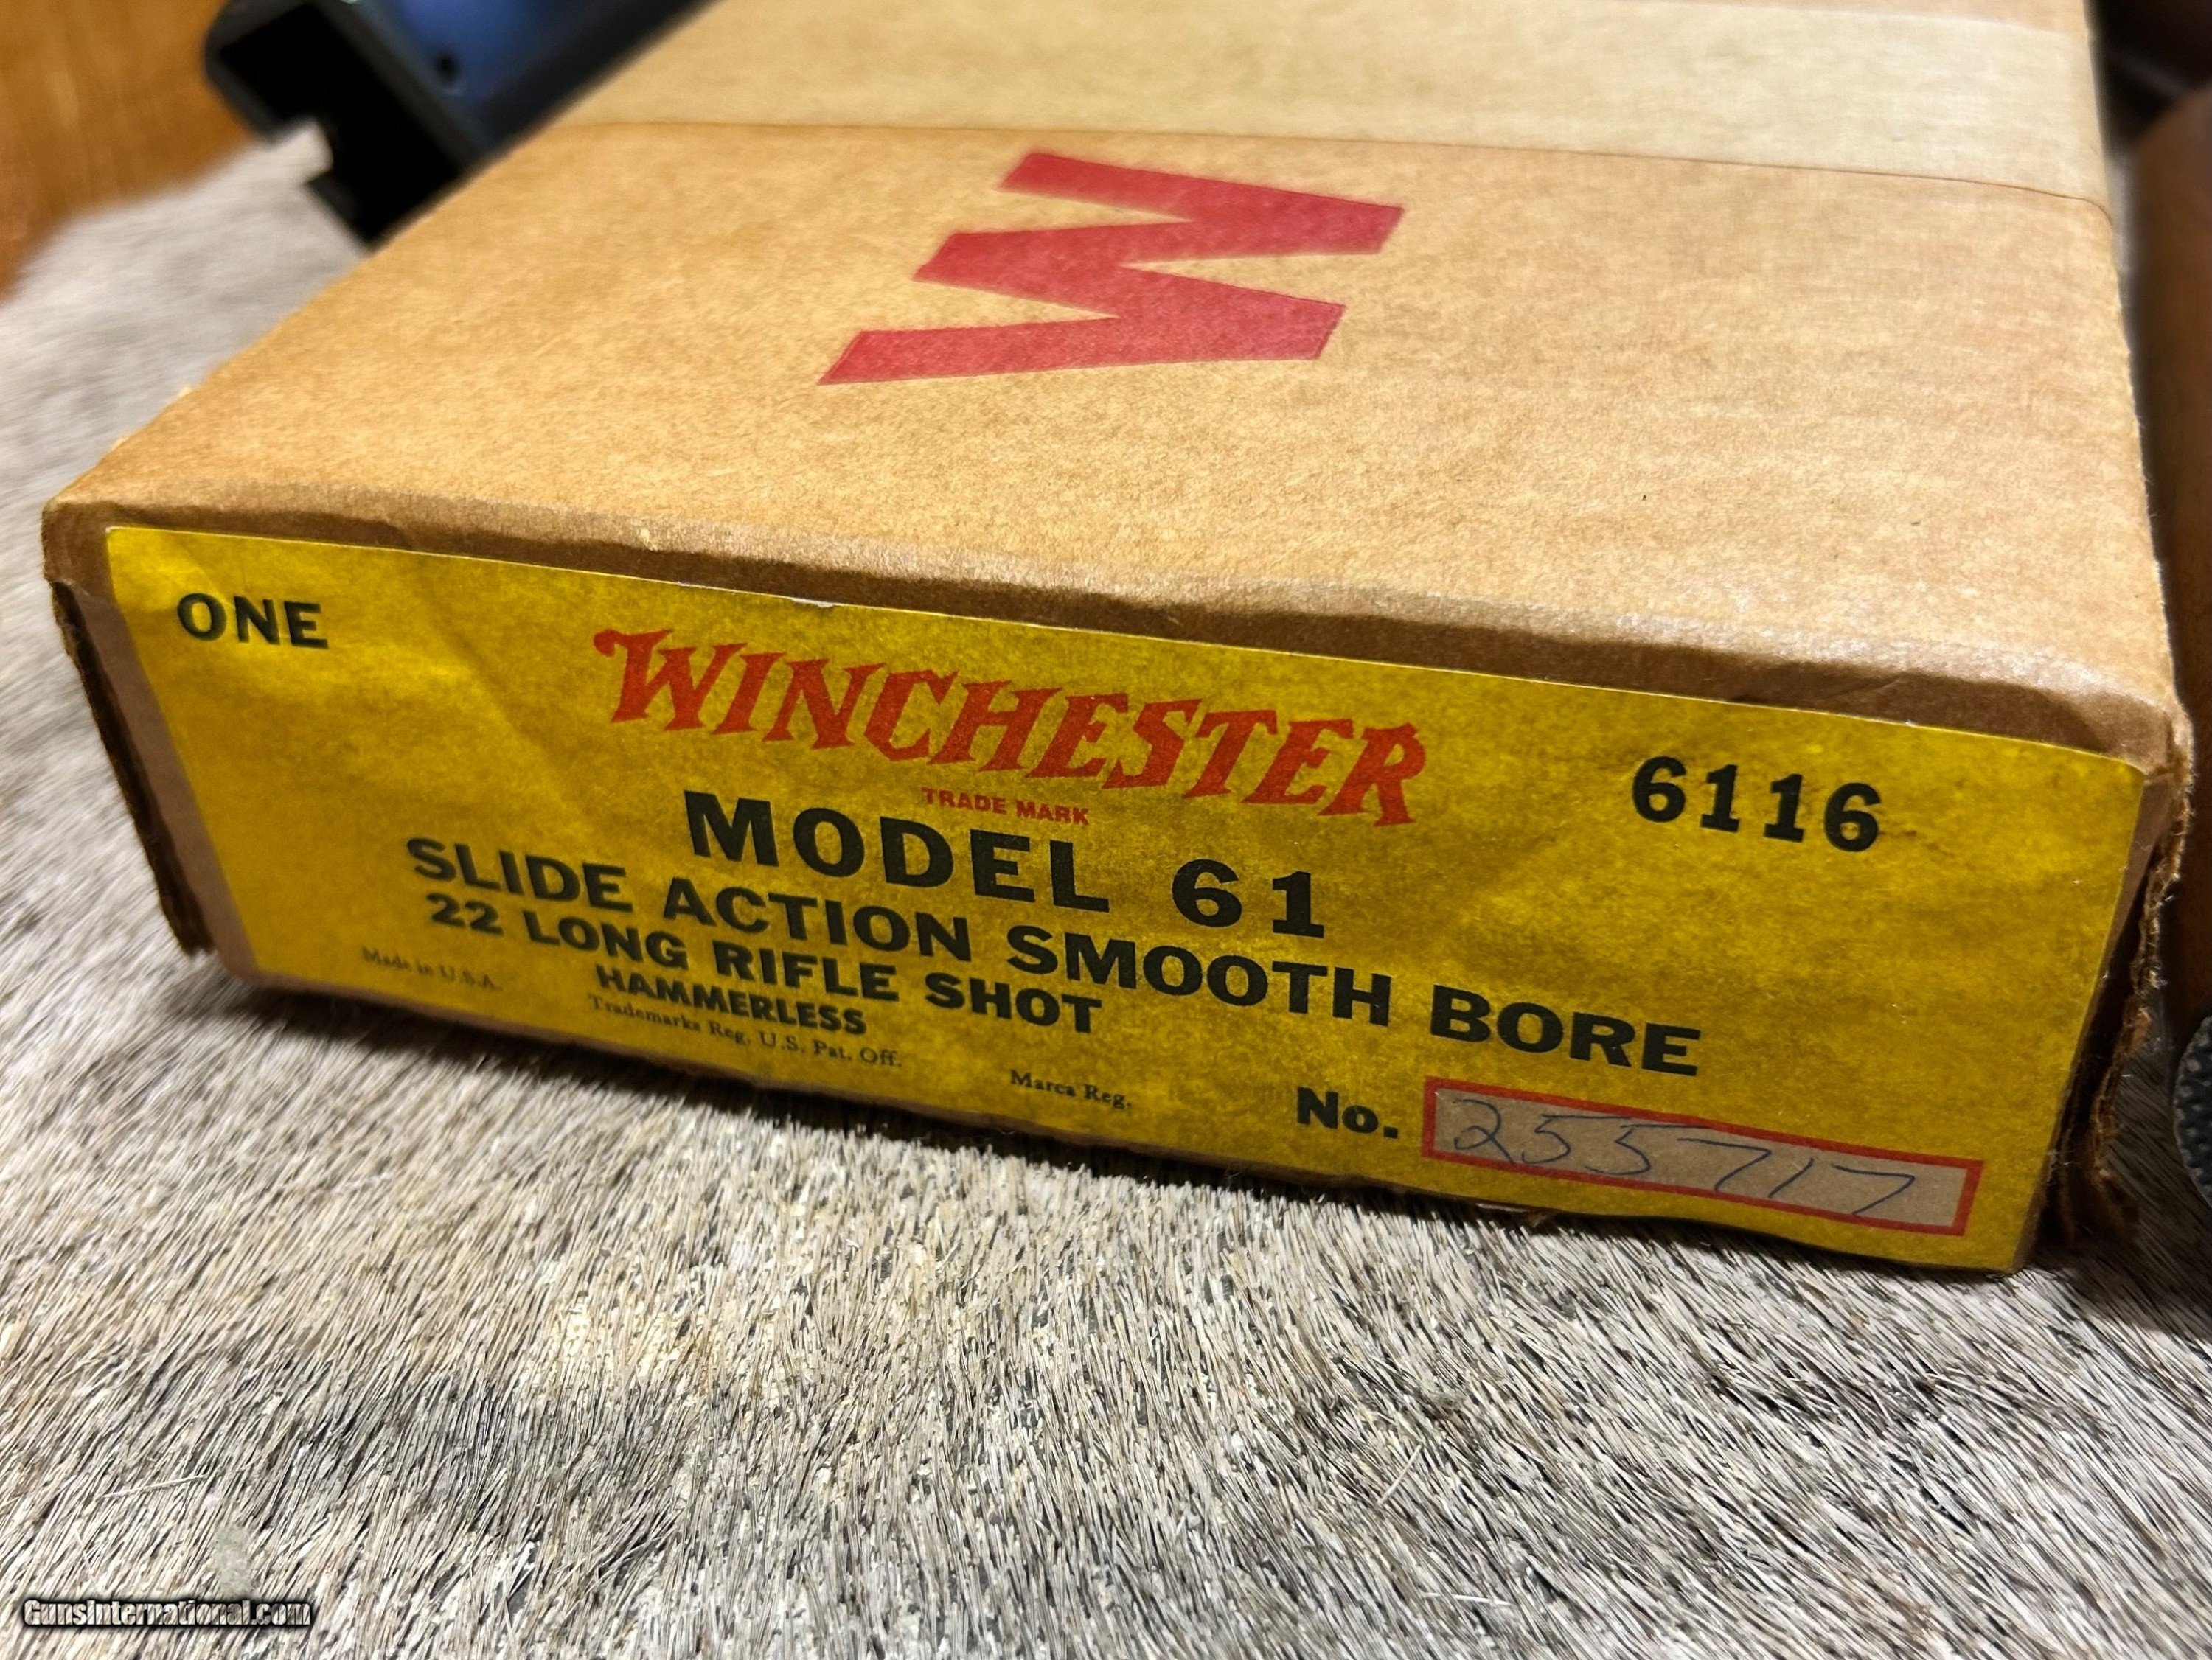 W
ONE
WINCHESTER
TRADE MARK
6116
MODEL 61
SLIDE ACTION SMOOTH BORE
22 LONG RIFLE SHOT
HAMMERLESS
Made in U.S.A.
Trademarks Reg. U.S. Pat. Off.
Marca Reg.
No. 255717
GunsInternational.com